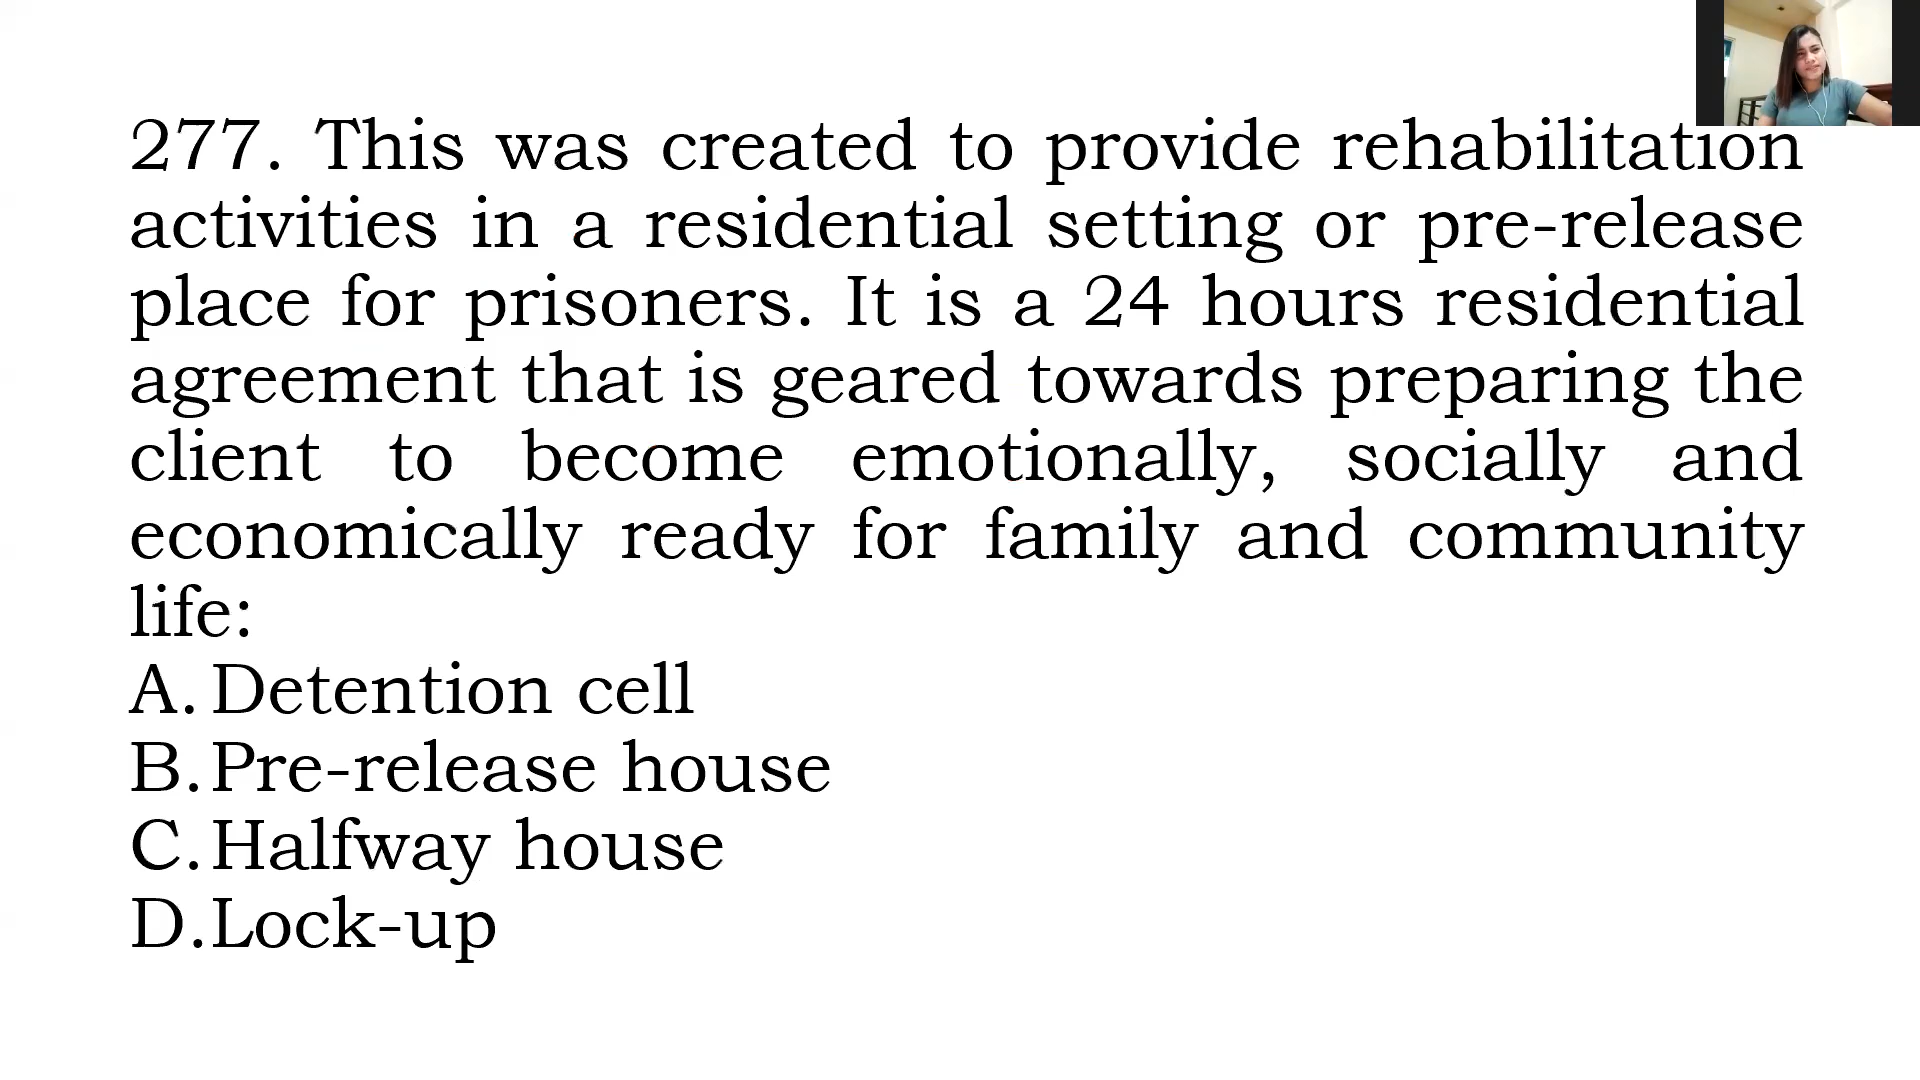 277. This was created to provide rehabilitation
activities in a residential setting or pre-release
place for prisoners. It is a 24 hours residential
agreement that is geared towards preparing the
client to become emotionally, socially and
economically ready for family and community
life:
A. Detention cell
B. Pre-release house
C. Halfway house
D. Lock-up